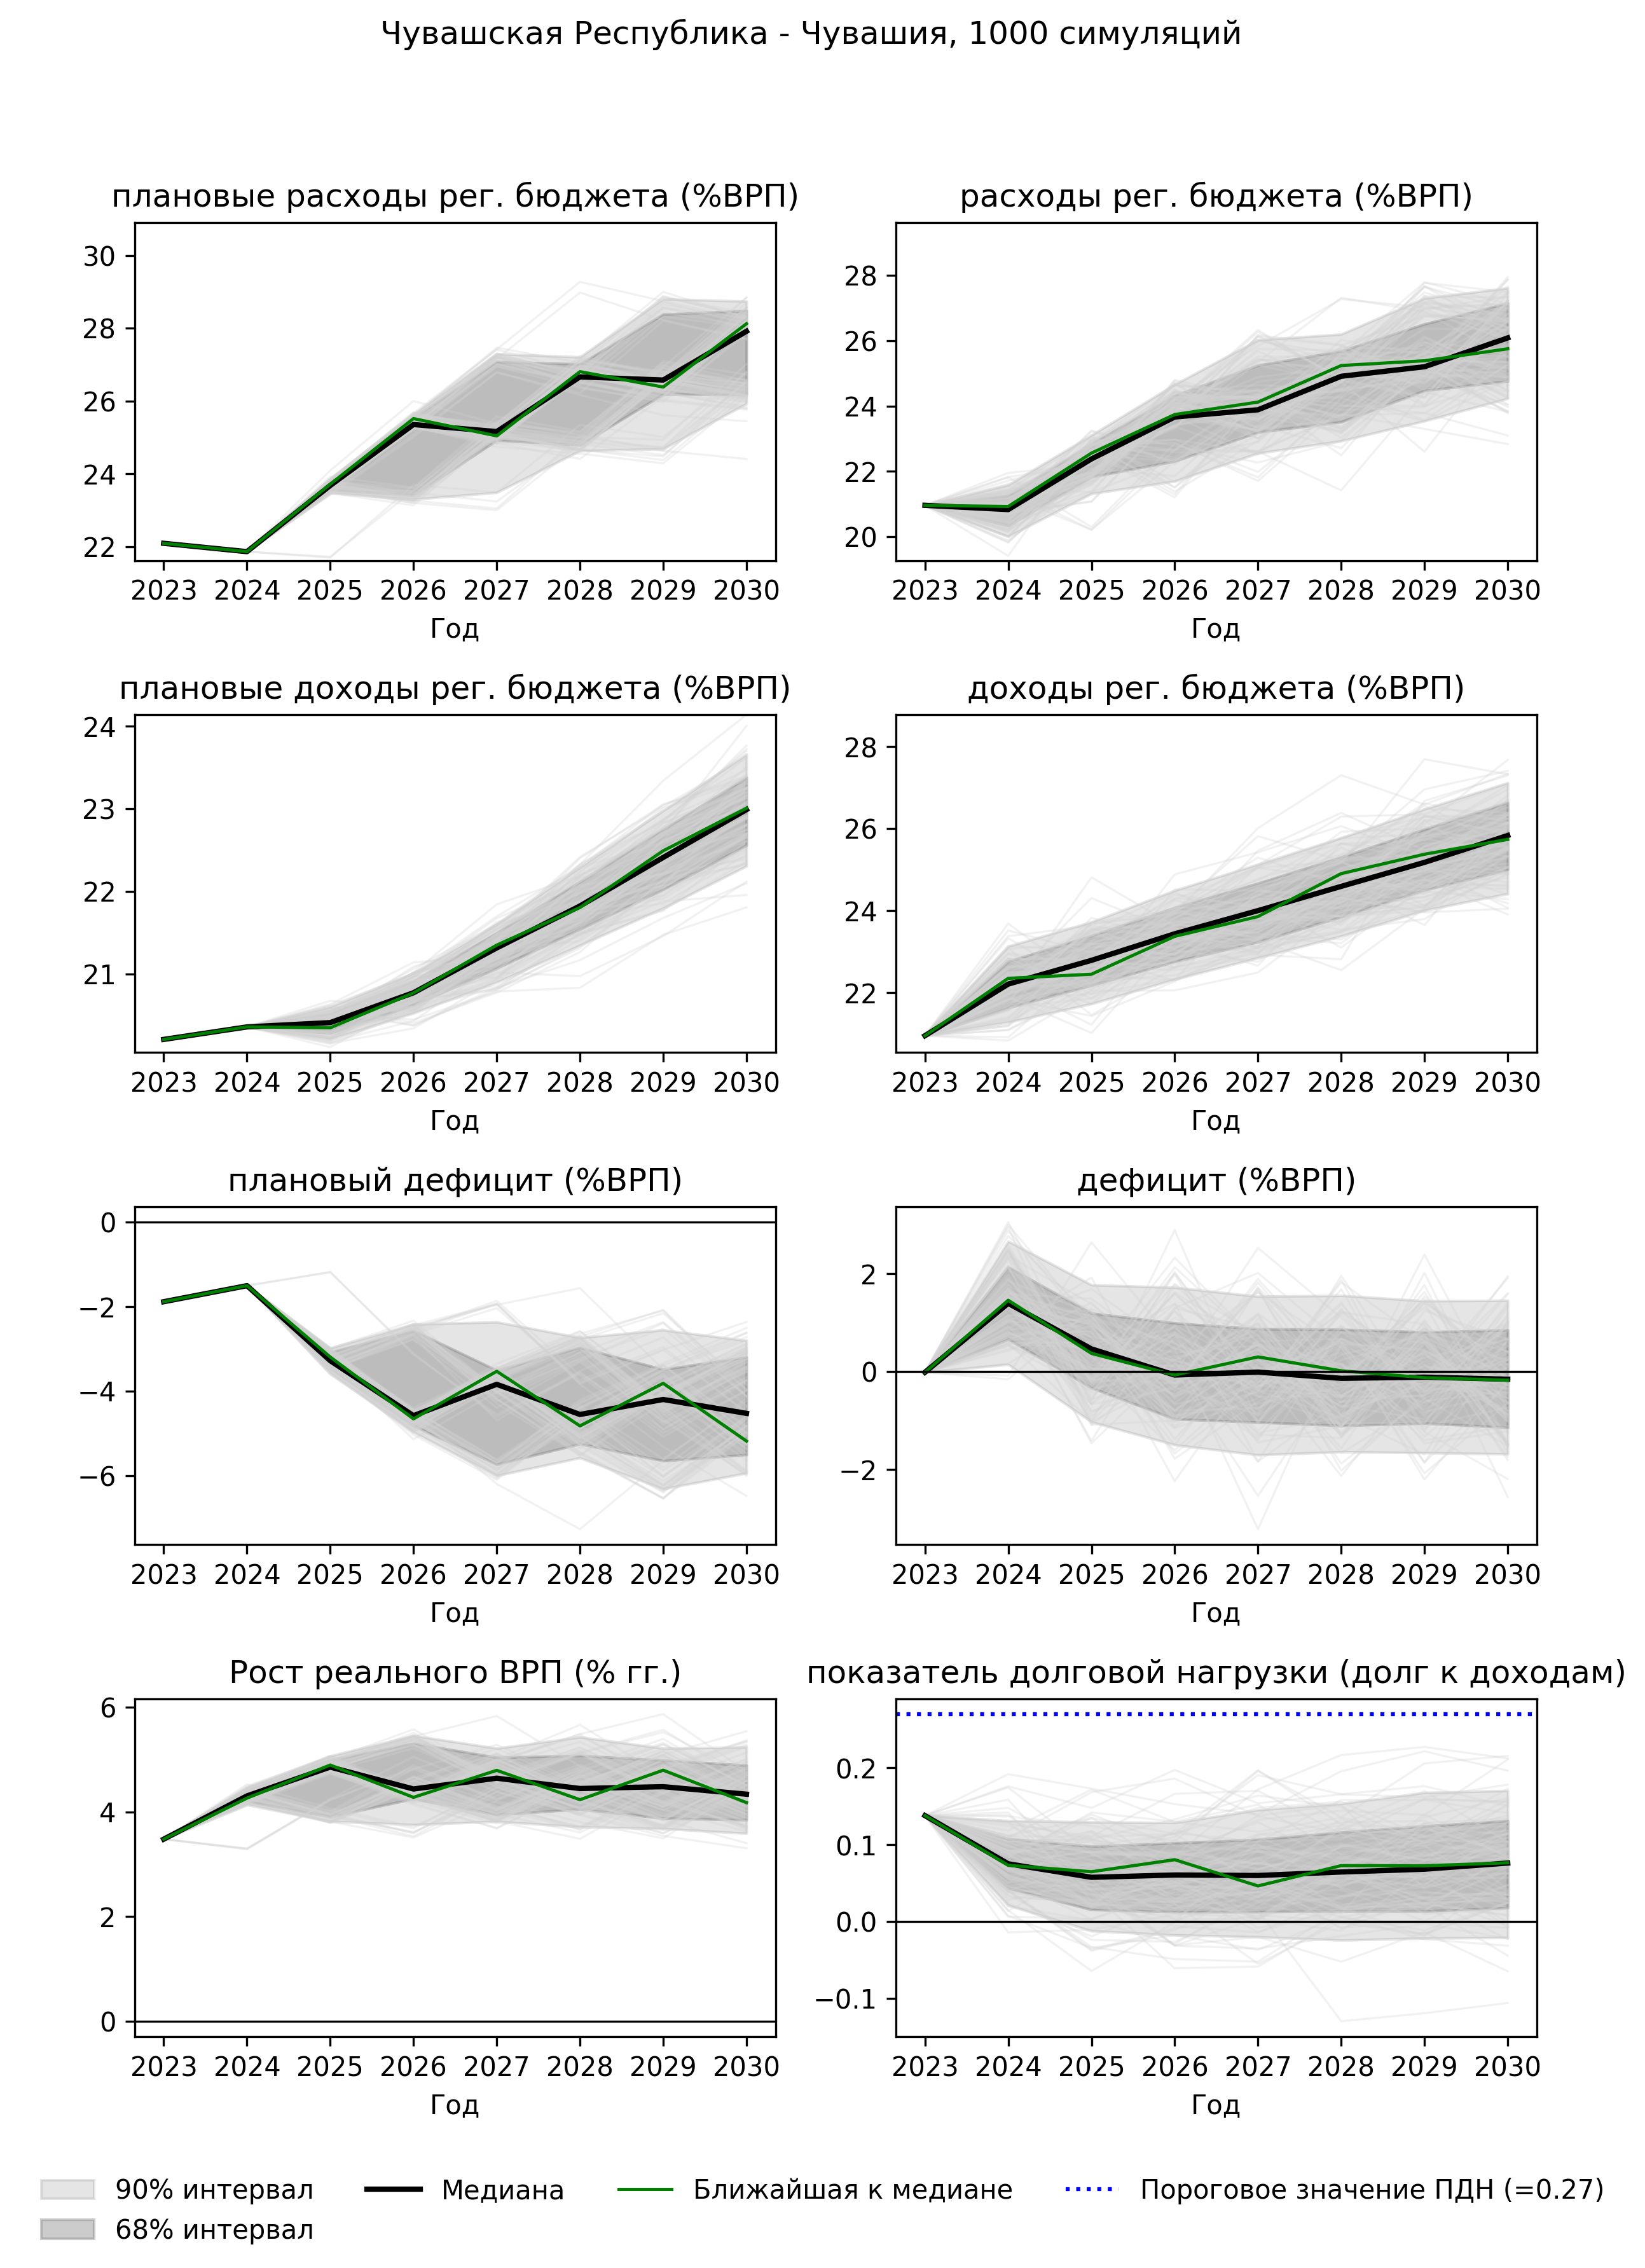 Чувашская Республика - Чувашия, 1000 симуляций
плановые расходы рег. бюджета (%ВРП)
30
28
26
24
22
2023 2024 2025 2026 2027 2028 2029 2030
Год
расходы рег. бюджета (%ВРП)
28
26
24
22
20
2023 2024 2025 2026 2027 2028 2029 2030
Год
плановые доходы рег. бюджета (%ВРП)
24
23
22
21
2023 2024 2025 2026 2027 2028 2029 2030
Год
доходы рег. бюджета (%ВРП)
28
26
24
22
2023 2024 2025 2026 2027 2028 2029 2030
Год
плановый дефицит (%ВРП)
0
−2
−4
−6
2023 2024 2025 2026 2027 2028 2029 2030
Год
дефицит (%ВРП)
2
0
−2
2023 2024 2025 2026 2027 2028 2029 2030
Год
Рост реального ВРП (% гг.)
6
4
2
0
2023 2024 2025 2026 2027 2028 2029 2030
Год
показатель долговой нагрузки (долг к доходам)
0.2
0.1
0.0
−0.1
2023 2024 2025 2026 2027 2028 2029 2030
Год
90% интервал
68% интервал
Медиана
Ближайшая к медиане
Пороговое значение ПДН (=0.27)